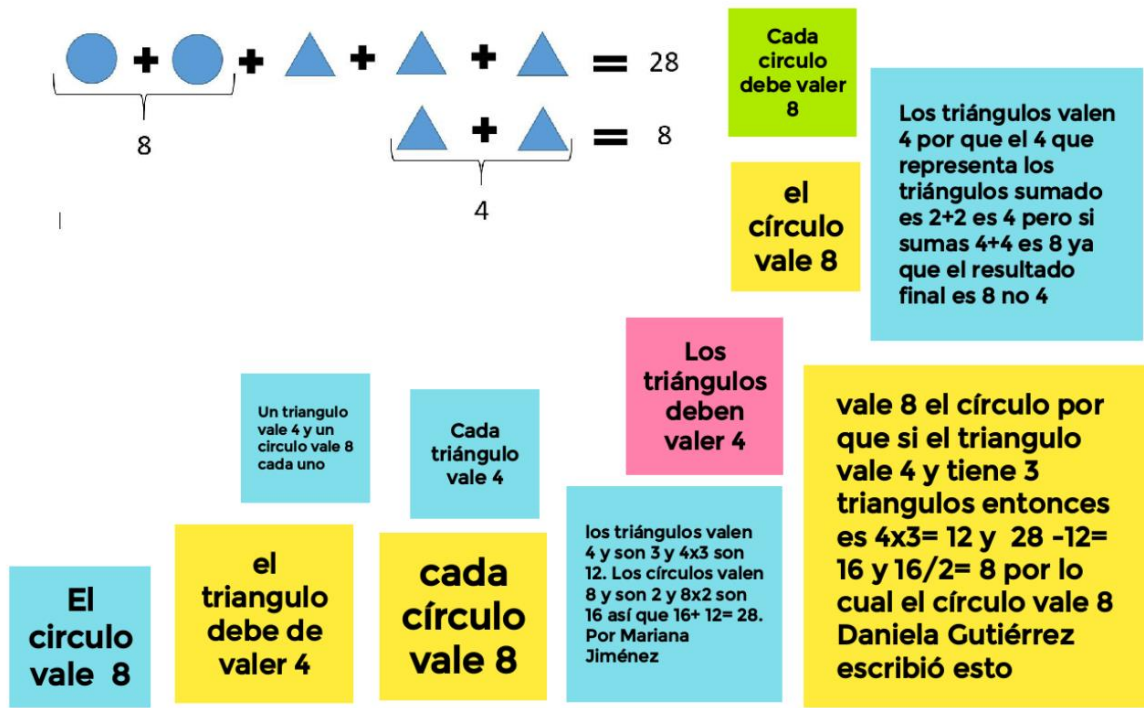 + + + + = 28
8
+ = 8
4
Cada
circulo
debe valer
8
el
círculo
vale 8
Los triángulos valen
4 por que el 4 que
representa los
triángulos sumado
es 2+2 es 4 pero si
sumas 4+4 es 8 ya
que el resultado
final es 8 no 4
Los
triángulos
deben
valer 4
Un triangulo
vale 4 y un
circulo vale 8
cada uno
Cada
triángulo
vale 4
vale 8 el círculo por
que si el triangulo
vale 4 y tiene 3
triangulos entonces
es 4x3= 12 y 28 -12=
16 y 16/2= 8 por lo
cual el círculo vale 8
Daniela Gutiérrez
escribió esto
El
circulo
vale 8
el
triangulo
debe de
valer 4
cada
círculo
vale 8
los triángulos valen
4 y son 3 y 4x3 son
12. Los círculos valen
8 y son 2 y 8x2 son
16 así que 16+ 12= 28.
Por Mariana
Jiménez